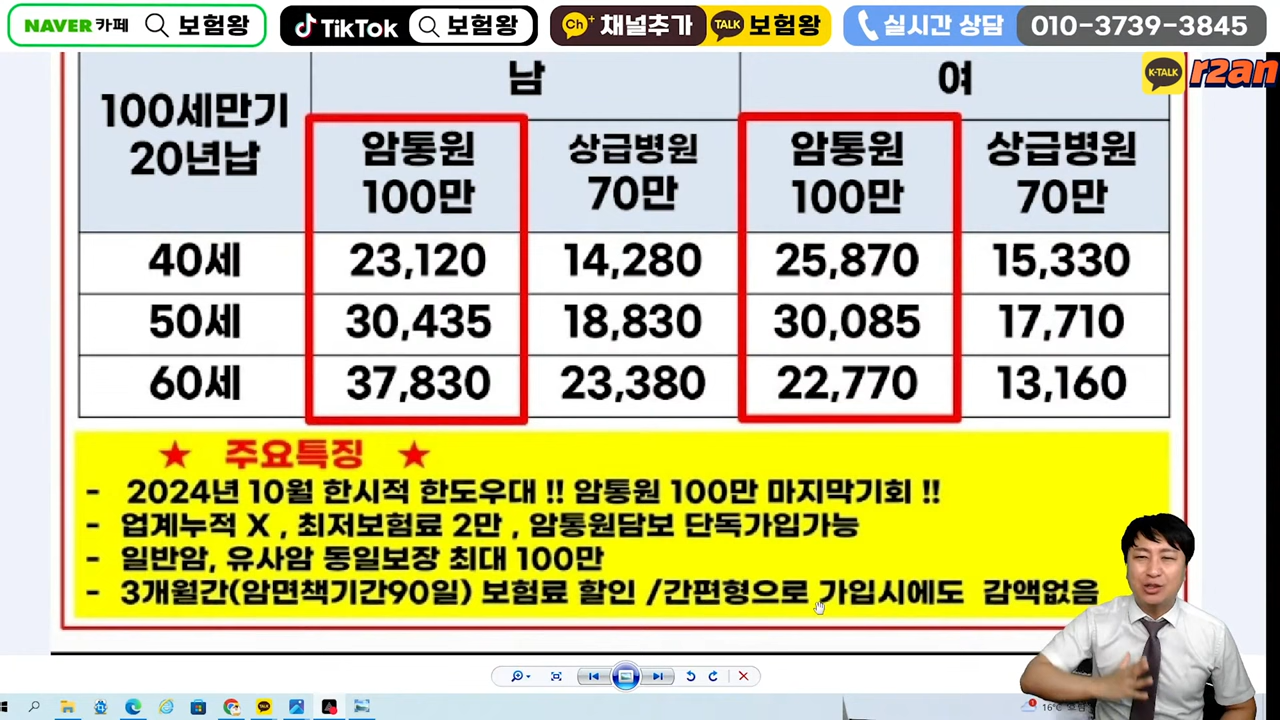 NAVER 카페 보험왕
TikTok 보험왕
Ch+ 채널추가 TALK 보험왕
실시간 상담 010-3739-3845
K-TALK r2an
100세만기
20년납
남 여
암통원
100만
상급병원
70만
암통원
100만
상급병원
70만
40세 23,120 14,280 25,870 15,330
50세 30,435 18,830 30,085 17,710
60세 37,830 23,380 22,770 13,160
★ 주요특징 ★
- 2024년 10월 한시적 한도우대 !! 암통원 100만 마지막기회 !!
- 업계누적 X , 최저보험료 2만 , 암통원담보 단독가입가능
- 일반암, 유사암 동일보장 최대 100만
- 3개월간(암면책기간90일) 보험료 할인 /간편형으로 가입시에도 감액없음
16°C